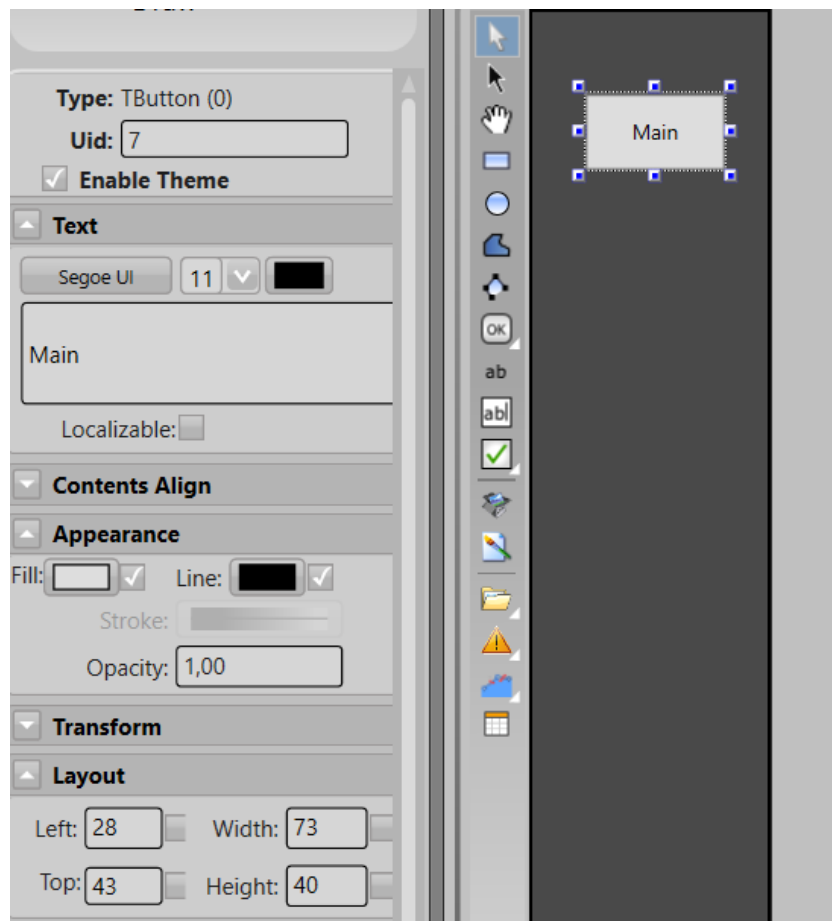 Type: TButton (0)
Uid: 7
Enable Theme
Text
Segoe UI 11
Main
Localizable:
Contents Align
Appearance
Fill: Line:
Stroke:
Opacity: 1,00
Transform
Layout
Left: 28 Width: 73
Top: 43 Height: 40
OK
ab
ab
Main